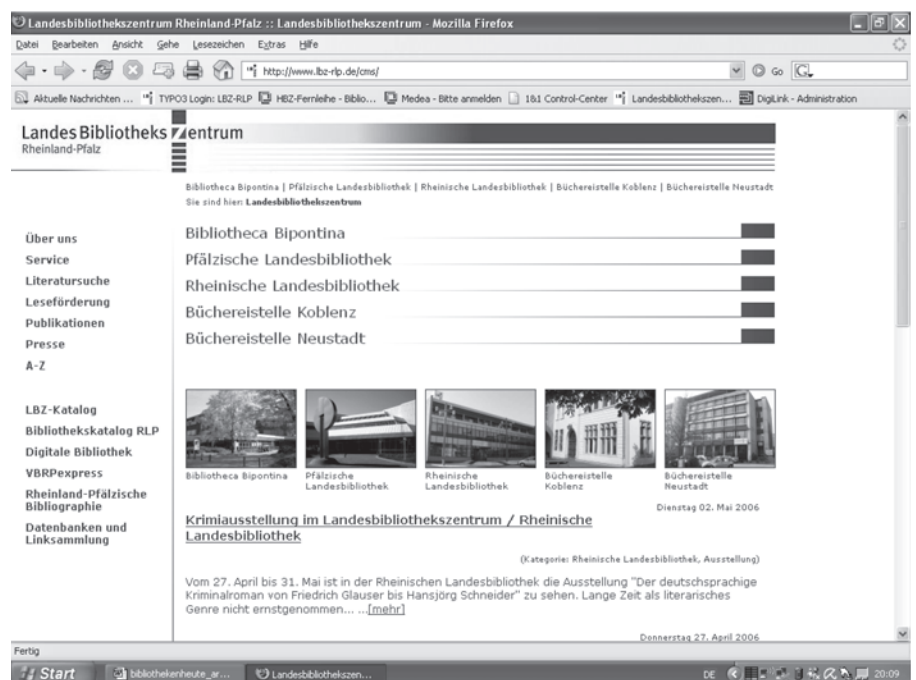 Landesbibliothekszentrum Rheinland-Pfalz :: Landesbibliothekszentrum - Mozilla Firefox
Datei Bearbeiten Ansicht Gehe Lesezeichen Extras Hilfe
http://www.lbz-rlp.de/cms/ Go
Aktuelle Nachrichten ... TYPO3 Login: LBZ-RLP HBZ-Fernleihe - Biblio... Medea - Bitte anmelden 1&1 Control-Center Landesbibliothekszen... DigiLink - Administration
LandesBibliotheksZentrum
Rheinland-Pfalz
Bibliotheca Bipontina | Pfälzische Landesbibliothek | Rheinische Landesbibliothek | Büchereistelle Koblenz | Büchereistelle Neustadt
Sie sind hier: Landesbibliothekszentrum
Über uns
Service
Literatursuche
Leseförderung
Publikationen
Presse
A-Z
LBZ-Katalog
Bibliothekskatalog RLP
Digitale Bibliothek
VBRPexpress
Rheinland-Pfälzische
Bibliographie
Datenbanken und
Linksammlung
Bibliotheca Bipontina
Pfälzische Landesbibliothek
Rheinische Landesbibliothek
Büchereistelle Koblenz
Büchereistelle Neustadt
Bibliotheca Bipontina
Pfälzische
Landesbibliothek
Rheinische
Landesbibliothek
Büchereistelle
Koblenz
Büchereistelle
Neustadt
Dienstag 02. Mai 2006
Krimiausstellung im Landesbibliothekszentrum / Rheinische
Landesbibliothek
(Kategorie: Rheinische Landesbibliothek, Ausstellung)
Vom 27. April bis 31. Mai ist in der Rheinischen Landesbibliothek die Ausstellung "Der deutschsprachige
Kriminalroman von Friedrich Glauser bis Hansjörg Schneider" zu sehen. Lange Zeit als literarisches
Genre nicht ernstgenommen... ...[mehr]
Donnerstag 27. April 2006
Fertig
Start bibliothekenheute_ar... Landesbibliothekszen... DE 20:09